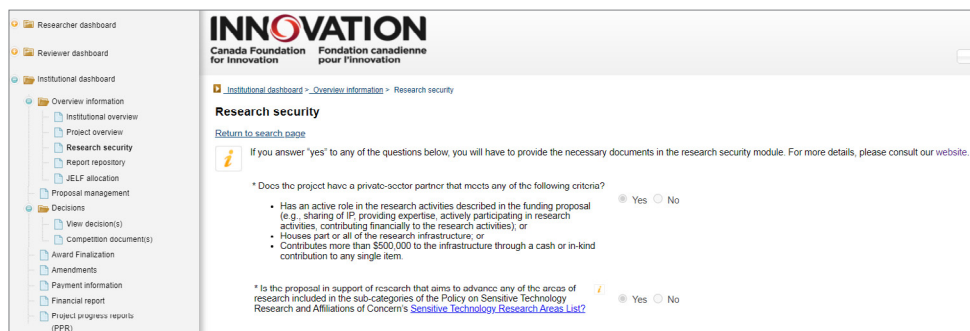 Researcher dashboard
Reviewer dashboard
Institutional dashboard
Overview information
Institutional overview
Project overview
Research security
Report repository
JELF allocation
Proposal management
Decisions
View decision(s)
Competition document(s)
Award Finalization
Amendments
Payment information
Financial report
Project progress reports
(PPR)
INNOVATION
Canada Foundation Fondation canadienne
for Innovation pour l'innovation
Institutional dashboard > Overview information > Research security
Research security
Return to search page
If you answer "yes" to any of the questions below, you will have to provide the necessary documents in the research security module. For more details, please consult our website.
* Does the project have a private-sector partner that meets any of the following criteria?
Yes No
• Has an active role in the research activities described in the funding proposal
(e.g., sharing of IP, providing expertise, actively participating in research
activities, contributing financially to the research activities); or
• Houses part or all of the research infrastructure; or
• Contributes more than $500,000 to the infrastructure through a cash or in-kind
contribution to any single item.
* Is the proposal in support of research that aims to advance any of the areas of
research included in the sub-categories of the Policy on Sensitive Technology
Research and Affiliations of Concern's Sensitive Technology Research Areas List?
Yes No